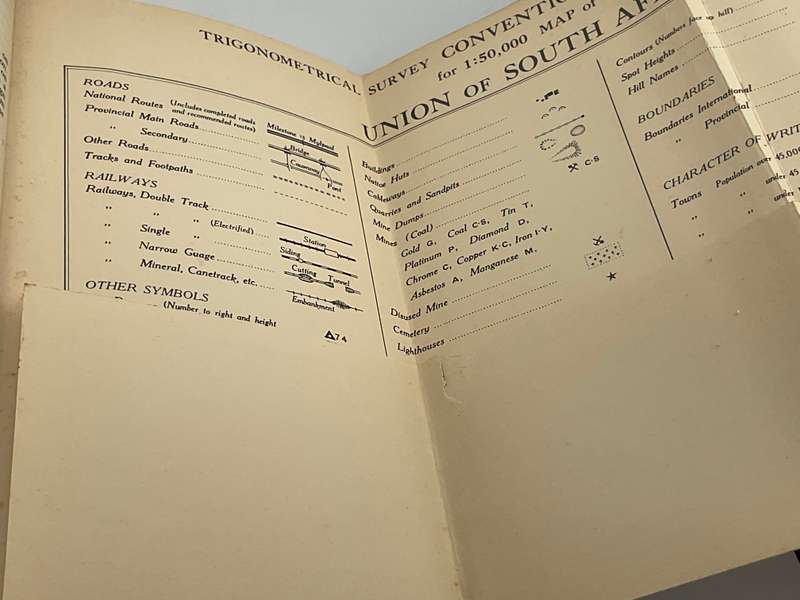 TRIGONOMETRICAL SURVEY CONVENTIO
for 1:50,000 MAP of
UNION OF SOUTH AF
ROADS
National Routes (Includes completed roads and recommended routes)
Milestone 13 Mylpaal
Provincial Main Roads
Bridge
„ Secondary
Causeway
Other Roads
Pont
Tracks and Footpaths
RAILWAYS
Railways, Double Track
„ „ „ (Electrified)
Station
„ Single „
Siding
„ Narrow Guage
Cutting Tunnel
„ Mineral, Canetrack, etc.
Embankment
OTHER SYMBOLS
(Number to right and height
74
Buildings
Native Huts
Cableways
Quarries and Sandpits
Mine Dumps
Mines (Coal)
C-S
Gold G, Coal C-S, Tin T,
Platinum P, Diamond D,
Chrome C, Copper K-C, Iron I-Y,
Asbestos A, Manganese M.
Disused Mine
Cemetery
Lighthouses
Contours (Numbers face up hill)
Spot Heights
Hill Names
BOUNDARIES
Boundaries International
„ Provincial
CHARACTER OF WRIT
Towns Population over 45,000
„ „ under 45
„ „ under